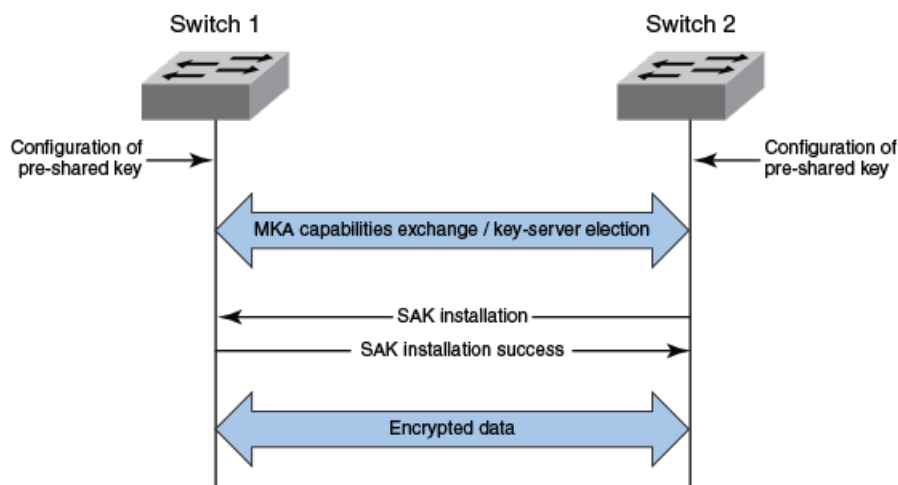 Switch 1
Switch 2
Configuration of
pre-shared key
Configuration of
pre-shared key
MKA capabilities exchange / key-server election
SAK installation
SAK installation success
Encrypted data